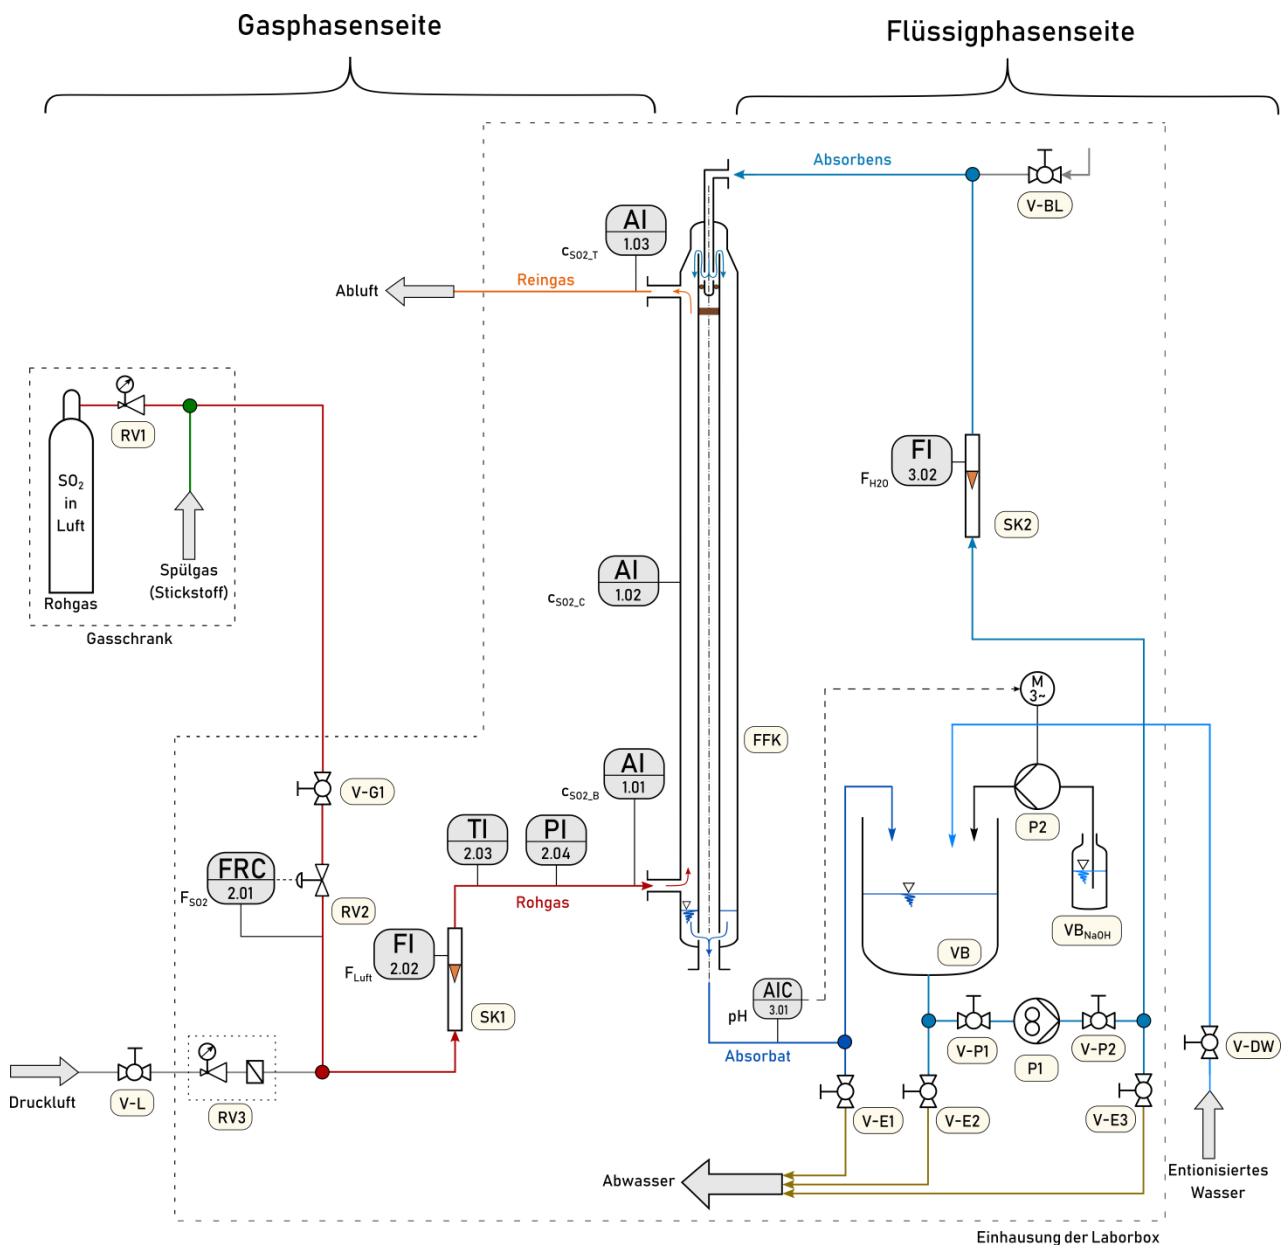 Gasphasenseite
Flüssigphasenseite
Absorbens
V-BL
AI
1.03
cSO2_T
Reingas
Abluft
RV1
SO₂
in
Luft
Spülgas
(Stickstoff)
Rohgas
Gasschrank
FI
3.02
FH2O
SK2
AI
1.02
cSO2_C
M
3~
FFK
AI
1.01
cSO2_B
V-G1
P2
TI
2.03
PI
2.04
FRC
2.01
FSO2
RV2
Rohgas
VBNaOH
VB
FI
2.02
FLuft
SK1
AIC
3.01
pH
Absorbat
V-P1
8
P1
V-P2
V-DW
Druckluft
V-L
RV3
V-E1
V-E2
V-E3
Abwasser
Entionisiertes
Wasser
Einhausung der Laborbox